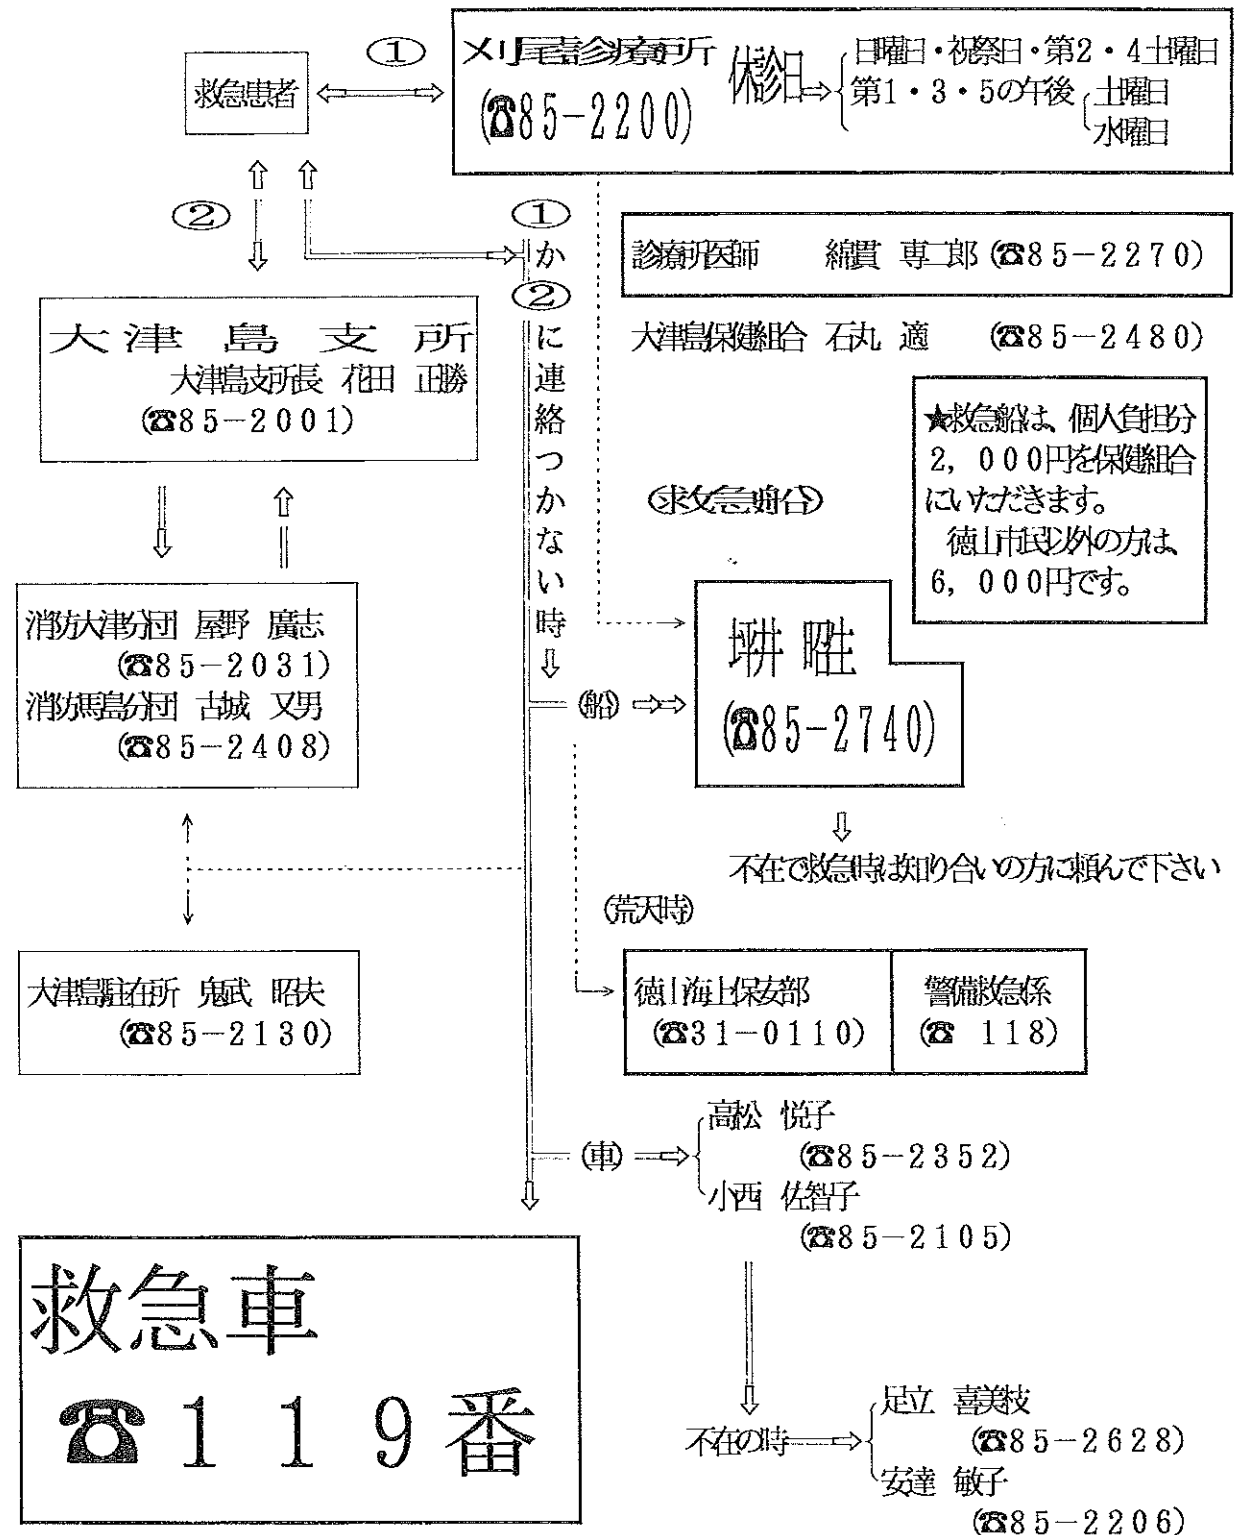 ①
刈尾診療所
(☎85-2200)
休診日⇒
日曜日・祝祭日・第2・4土曜日
第1・3・5の午後
土曜日
水曜日
救急患者
②
①
か
②
に連絡つかない時
診療所医師 綿貫 専二郎(☎85-2270)
大津島保健組合 石丸 適 (☎85-2480)
大津島支所
大津島支所長 花田 正勝
(☎85-2001)
★救急船は、個人負担分
2,000円を保健組合
にいただきます。
徳山市民以外の方は、
6,000円です。
(救急船)
坪井 昭生
(☎85-2740)
消防大津分団 屋野 廣志
(☎85-2031)
消防馬島分団 古城 又男
(☎85-2408)
(船)
不在で救急時は知り合いの方に頼んで下さい
(荒天時)
大津島駐在所 鬼武 昭夫
(☎85-2130)
徳山海上保安部
(☎31-0110)
警備救急係
(☎ 118)
(車)
高松 悦子
(☎85-2352)
小西 佐智子
(☎85-2105)
救急車
☎119番
不在の時
足立 喜美枝
(☎85-2628)
安達 敏子
(☎85-2206)